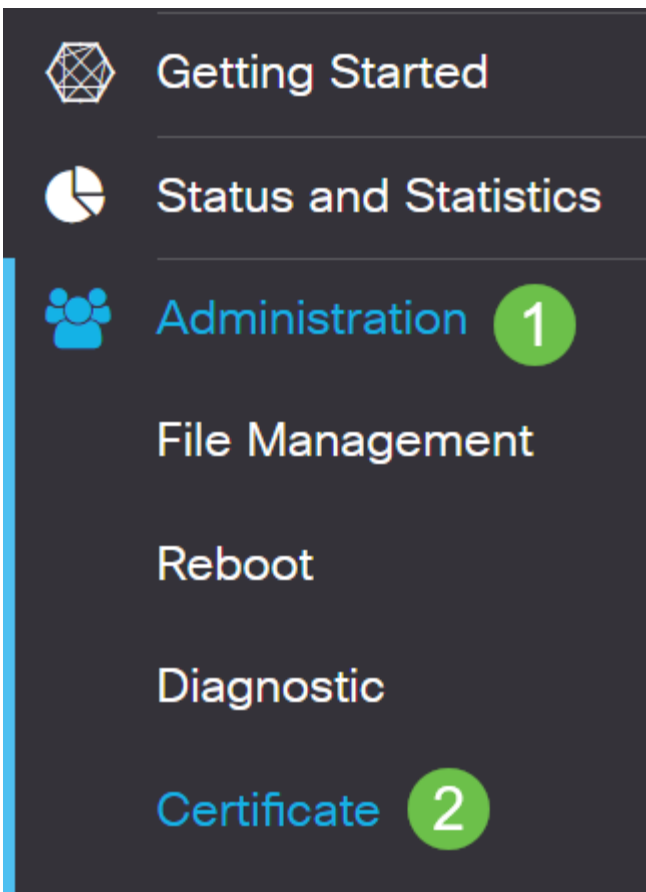 Getting Started
Status and Statistics
Administration 1
File Management
Reboot
Diagnostic
Certificate 2